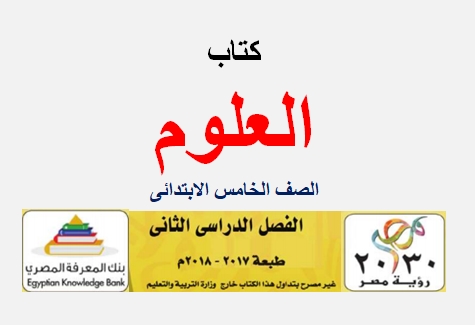 كتاب
العلوم
الصف الخامس الابتدائى
الفصل الدراسى الثانى
طبعة ٢٠١٧ - ٢٠١٨م
غير مصرح بتداول هذا الكتاب خارج وزارة التربية والتعليم
٢٠٣٠
رؤية مصر
بنك المعرفة المصري
Egyptian Knowledge Bank